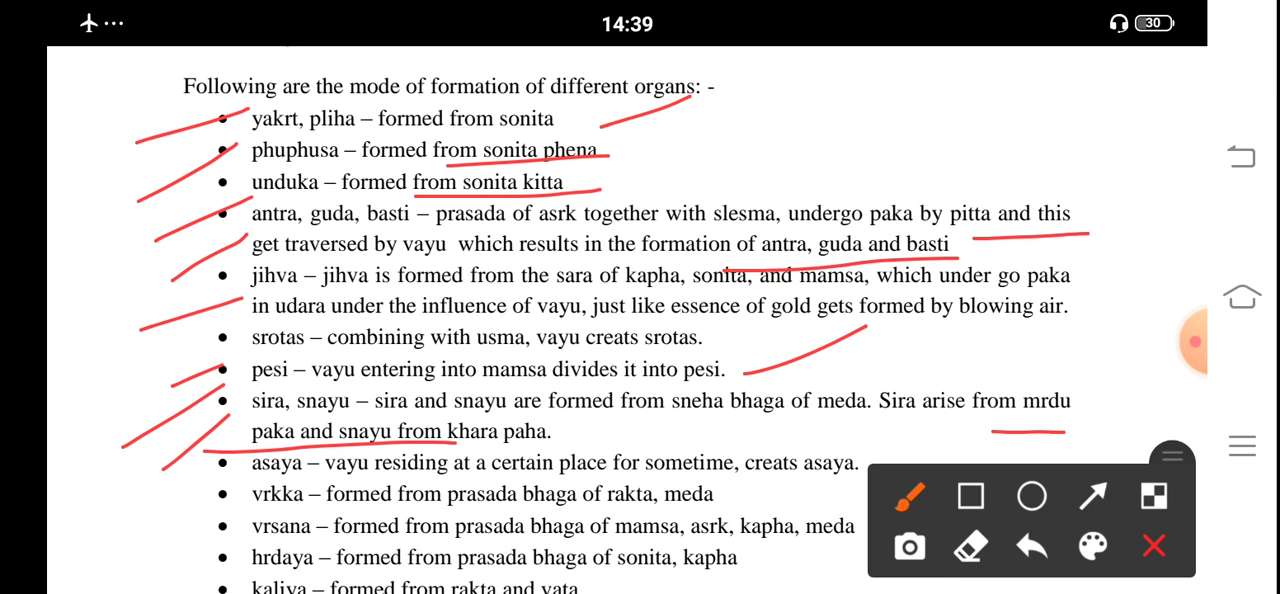 14:39
30
Following are the mode of formation of different organs: -
• yakrt, pliha – formed from sonita
• phuphusa – formed from sonita phena
• unduka – formed from sonita kitta
• antra, guda, basti – prasada of asrk together with slesma, undergo paka by pitta and this
get traversed by vayu which results in the formation of antra, guda and basti
• jihva – jihva is formed from the sara of kapha, sonita, and mamsa, which under go paka
in udara under the influence of vayu, just like essence of gold gets formed by blowing air.
• srotas – combining with usma, vayu creats srotas.
• pesi – vayu entering into mamsa divides it into pesi.
• sira, snayu – sira and snayu are formed from sneha bhaga of meda. Sira arise from mrdu
paka and snayu from khara paha.
• asaya – vayu residing at a certain place for sometime, creats asaya.
• vrkka – formed from prasada bhaga of rakta, meda
• vrsana – formed from prasada bhaga of mamsa, asrk, kapha, meda
• hrdaya – formed from prasada bhaga of sonita, kapha
• kaliya – formed from rakta and vata